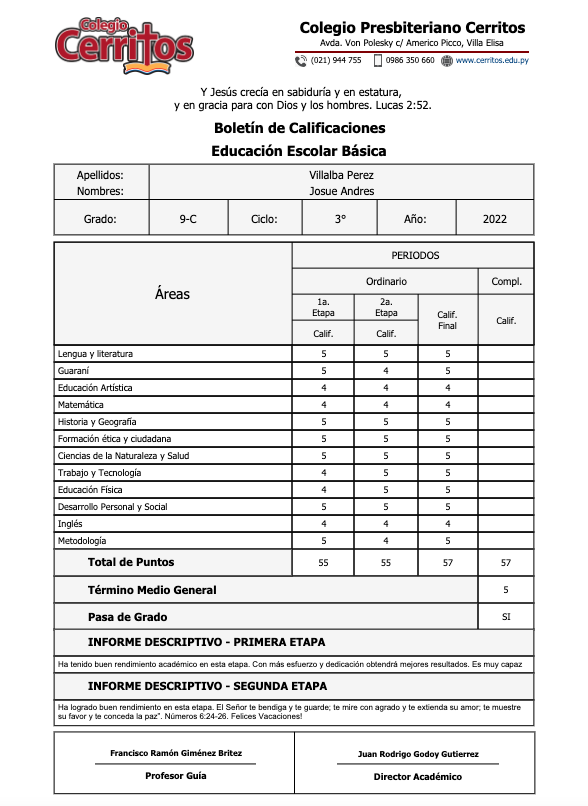 Colegio
Cerritos
Colegio Presbiteriano Cerritos
Avda. Von Polesky c/ Americo Picco, Villa Elisa
(021) 944 755 0986 350 660 www.cerritos.edu.py
Y Jesús crecía en sabiduría y en estatura,
y en gracia para con Dios y los hombres. Lucas 2:52.
Boletín de Calificaciones
Educación Escolar Básica
Apellidos: Villalba Perez
Nombres: Josue Andres
Grado: 9-C Ciclo: 3° Año: 2022
Áreas
PERIODOS
Ordinario Compl.
1a. Etapa 2a. Etapa Calif. Final Calif.
Calif. Calif.
Lengua y literatura 5 5 5
Guaraní 5 4 5
Educación Artística 4 4 4
Matemática 4 4 4
Historia y Geografía 5 5 5
Formación ética y ciudadana 5 5 5
Ciencias de la Naturaleza y Salud 5 5 5
Trabajo y Tecnología 4 5 5
Educación Física 4 5 5
Desarrollo Personal y Social 5 5 5
Inglés 4 4 4
Metodología 5 4 5
Total de Puntos 55 55 57 57
Término Medio General 5
Pasa de Grado SI
INFORME DESCRIPTIVO - PRIMERA ETAPA
Ha tenido buen rendimiento académico en esta etapa. Con más esfuerzo y dedicación obtendrá mejores resultados. Es muy capaz
INFORME DESCRIPTIVO - SEGUNDA ETAPA
Ha logrado buen rendimiento en esta etapa. El Señor te bendiga y te guarde; te mire con agrado y te extienda su amor; te muestre
su favor y te conceda la paz". Números 6:24-26. Felices Vacaciones!
Francisco Ramón Giménez Britez Juan Rodrigo Godoy Gutierrez
Profesor Guía Director Académico